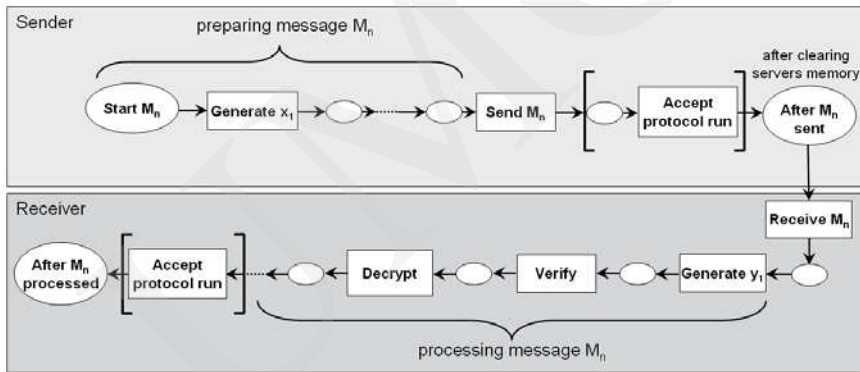 Sender
preparing message Mn
after clearing
servers memory
Start Mn
Generate x1
Send Mn
Accept
protocol run
After Mn
sent
Receiver
Receive Mn
After Mn
processed
Accept
protocol run
Decrypt
Verify
Generate y1
processing message Mn